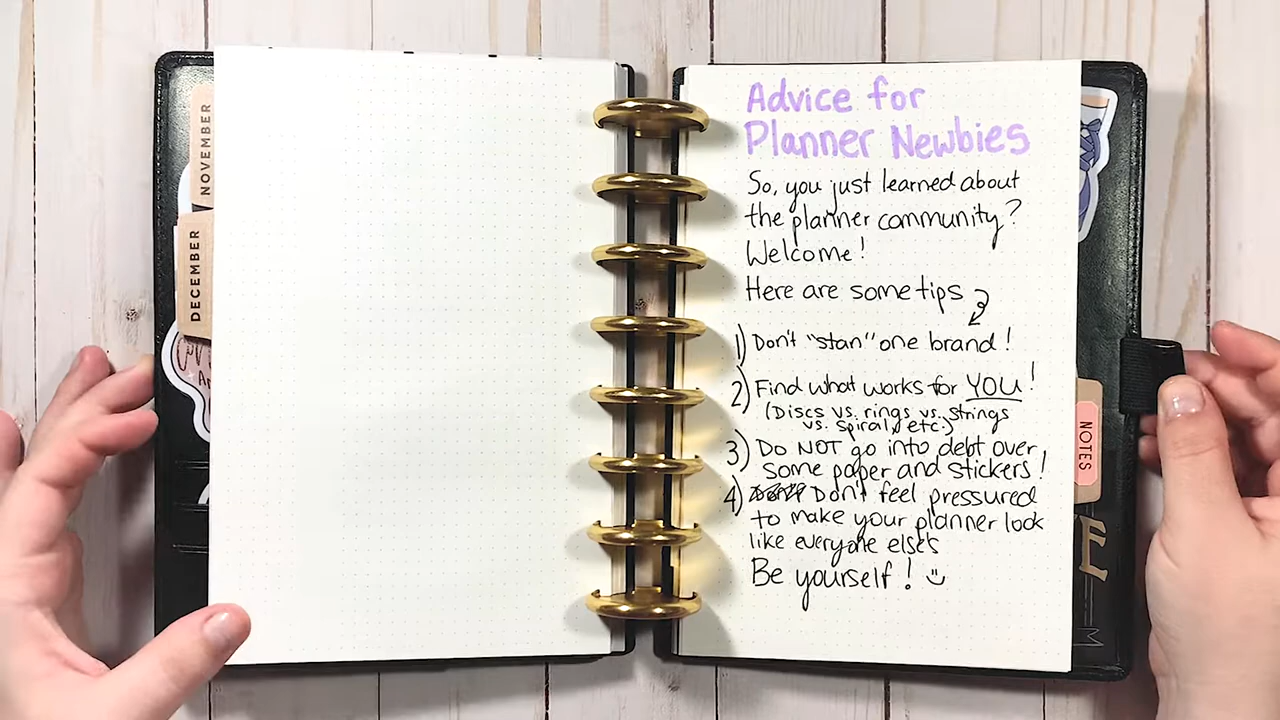 NOVEMBER
DECEMBER
Advice for
Planner Newbies
So, you just learned about
the planner community?
Welcome!
Here are some tips
1) Don't "stan" one brand!
2) Find what works for YOU!
(Discs vs. rings vs. strings
vs. spiral, etc.)
3) Do NOT go into debt over
some paper and stickers!
4) Don't feel pressured
to make your planner look
like everyone else's
Be yourself!
NOTES